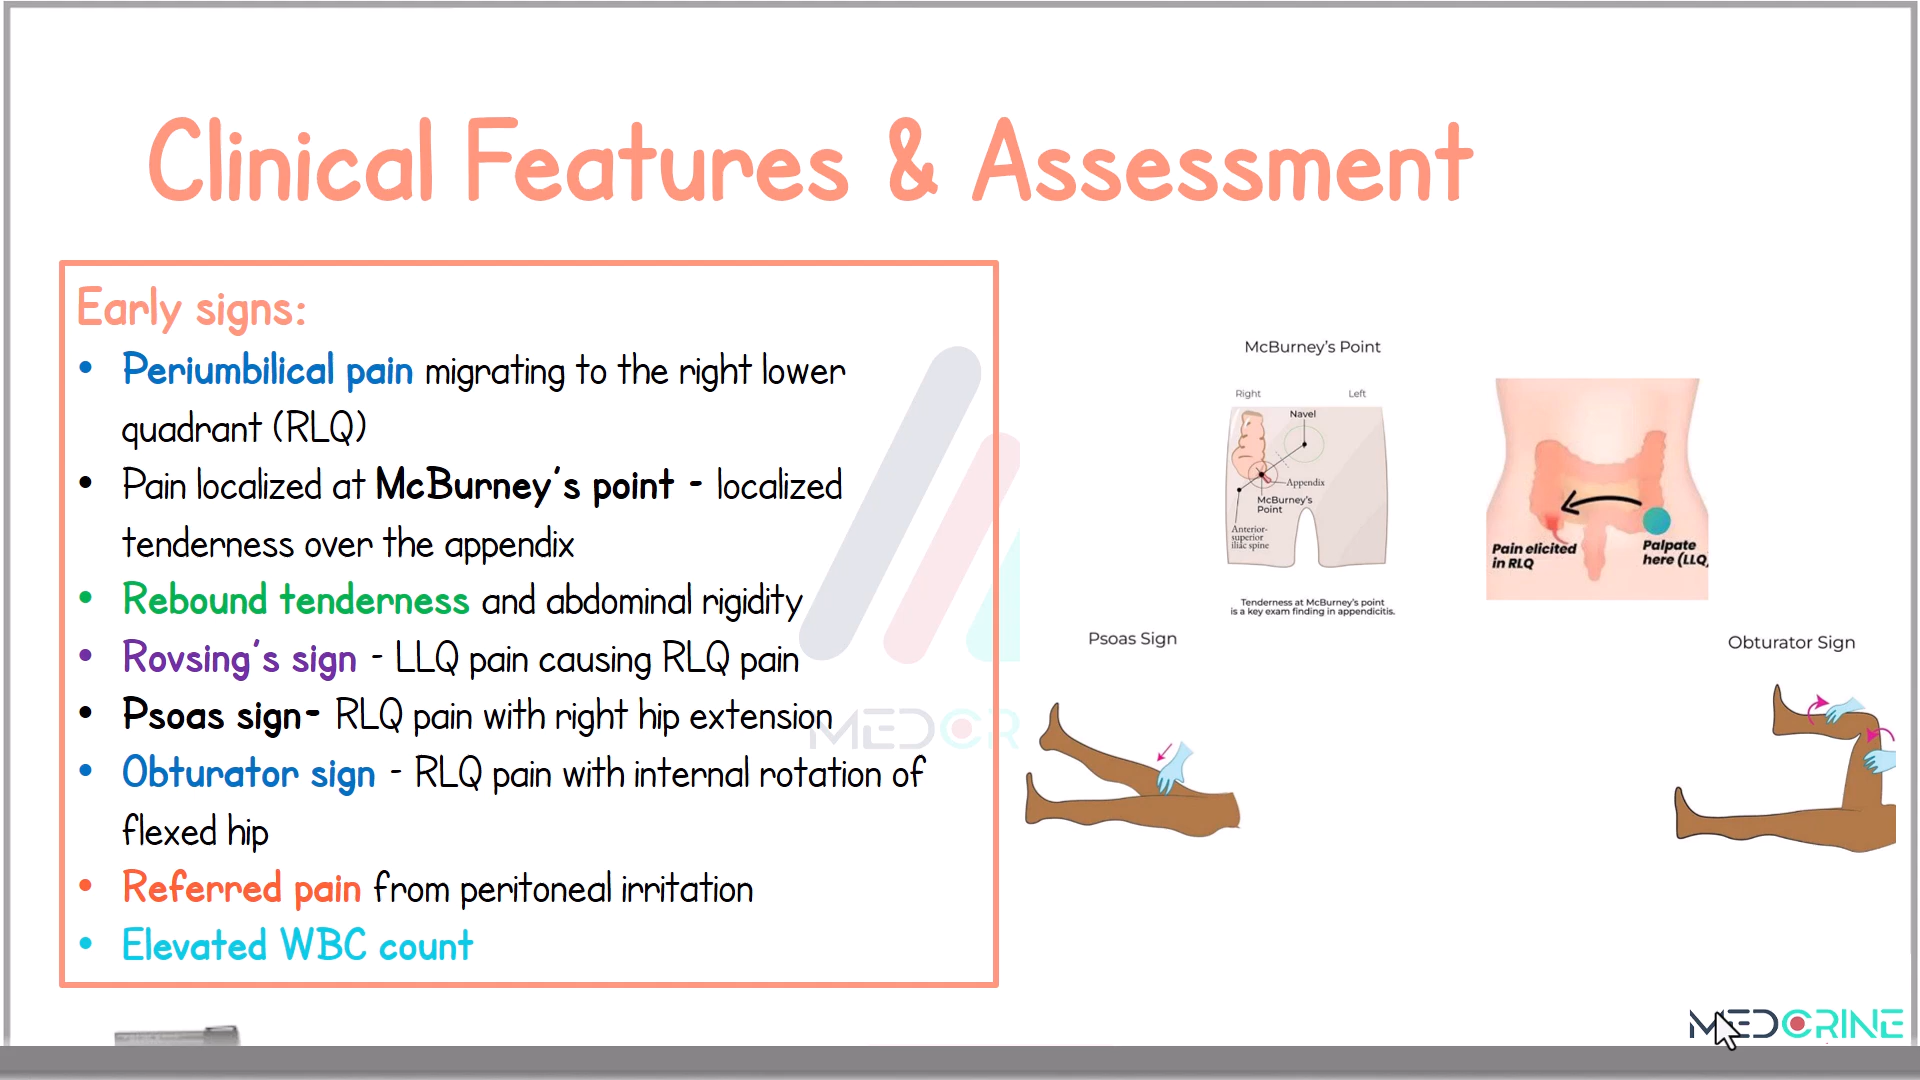 Clinical Features & Assessment
Early signs:
• Periumbilical pain migrating to the right lower
quadrant (RLQ)
• Pain localized at McBurney's point - localized
tenderness over the appendix
• Rebound tenderness and abdominal rigidity
• Rovsing's sign - LLQ pain causing RLQ pain
• Psoas sign- RLQ pain with right hip extension
• Obturator sign - RLQ pain with internal rotation of
flexed hip
• Referred pain from peritoneal irritation
• Elevated WBC count
McBurney's Point
Right Left
Navel
Appendix
McBurney's
Point
Anterior-
superior
iliac spine
Tenderness at McBurney's point
is a key exam finding in appendicitis.
Pain elicited
in RLQ
Palpate
here (LLQ
Psoas Sign
Obturator Sign
MEDCR
MEDCRINE